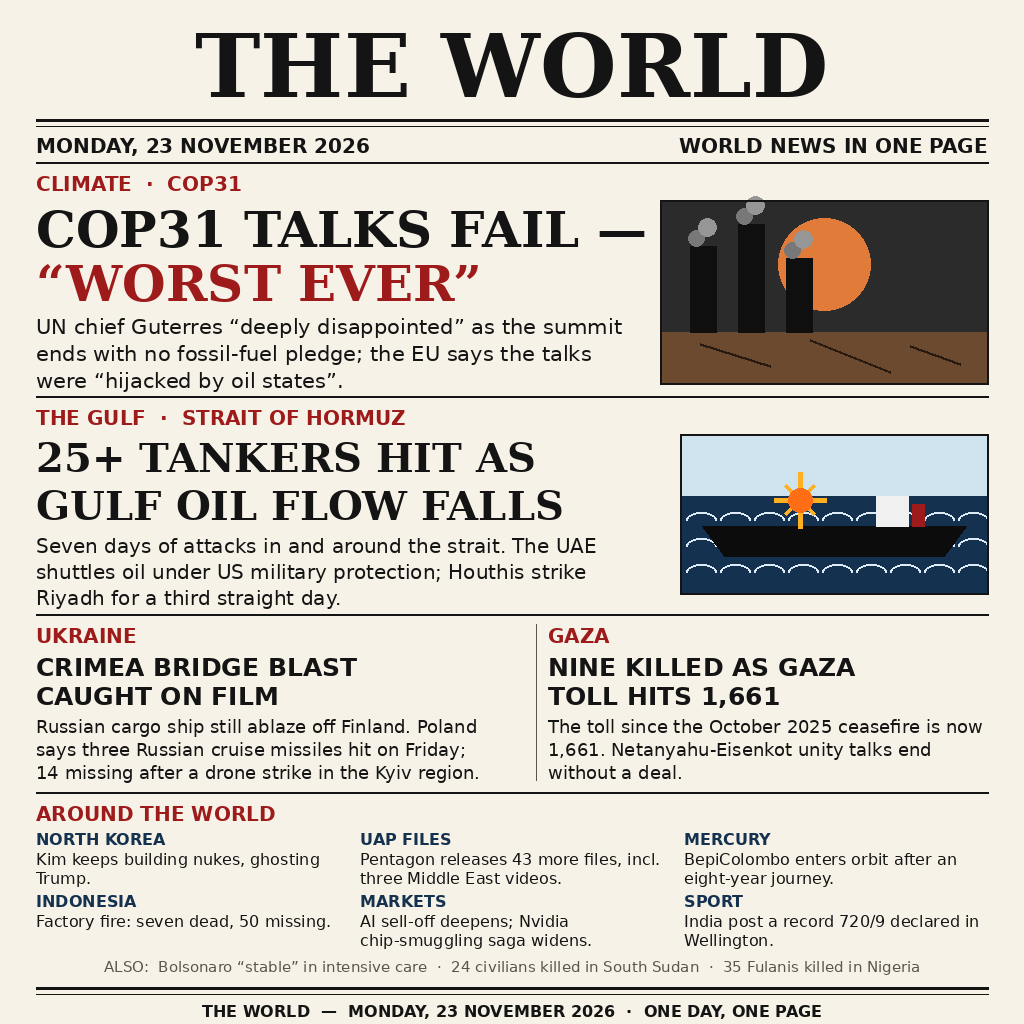 THE WORLD
MONDAY, 23 NOVEMBER 2026
WORLD NEWS IN ONE PAGE
CLIMATE · COP31
COP31 TALKS FAIL —
“WORST EVER”
UN chief Guterres “deeply disappointed” as the summit
ends with no fossil-fuel pledge; the EU says the talks
were “hijacked by oil states”.
THE GULF · STRAIT OF HORMUZ
25+ TANKERS HIT AS
GULF OIL FLOW FALLS
Seven days of attacks in and around the strait. The UAE
shuttles oil under US military protection; Houthis strike
Riyadh for a third straight day.
UKRAINE
CRIMEA BRIDGE BLAST
CAUGHT ON FILM
Russian cargo ship still ablaze off Finland. Poland
says three Russian cruise missiles hit on Friday;
14 missing after a drone strike in the Kyiv region.
GAZA
NINE KILLED AS GAZA
TOLL HITS 1,661
The toll since the October 2025 ceasefire is now
1,661. Netanyahu-Eisenkot unity talks end
without a deal.
AROUND THE WORLD
NORTH KOREA
Kim keeps building nukes, ghosting
Trump.
UAP FILES
Pentagon releases 43 more files, incl.
three Middle East videos.
MERCURY
BepiColombo enters orbit after an
eight-year journey.
INDONESIA
Factory fire: seven dead, 50 missing.
MARKETS
AI sell-off deepens; Nvidia
chip-smuggling saga widens.
SPORT
India post a record 720/9 declared in
Wellington.
ALSO: Bolsonaro “stable” in intensive care · 24 civilians killed in South Sudan · 35 Fulanis killed in Nigeria
THE WORLD — MONDAY, 23 NOVEMBER 2026 · ONE DAY, ONE PAGE